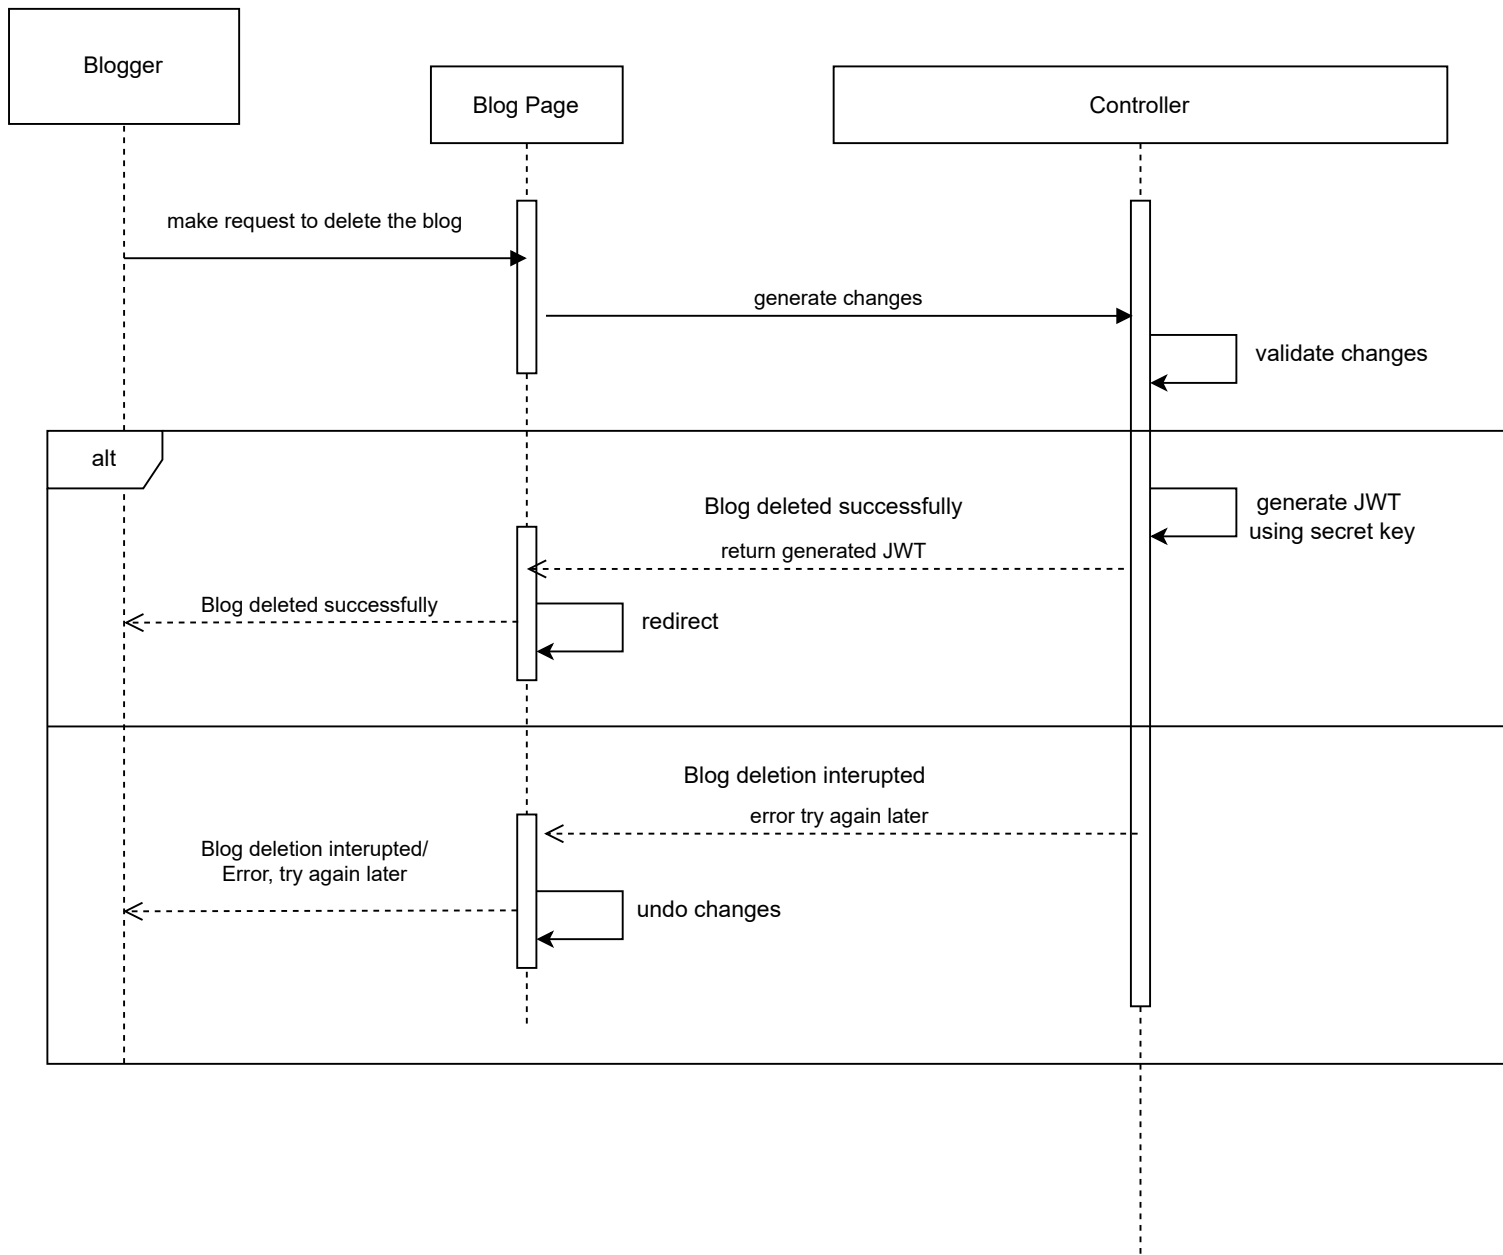 Blogger
Blog Page
Controller
make request to delete the blog
generate changes
validate changes
alt
generate JWT
using secret key
Blog deleted successfully
return generated JWT
Blog deleted successfully
redirect
Blog deletion interupted
error try again later
Blog deletion interupted/
Error, try again later
undo changes